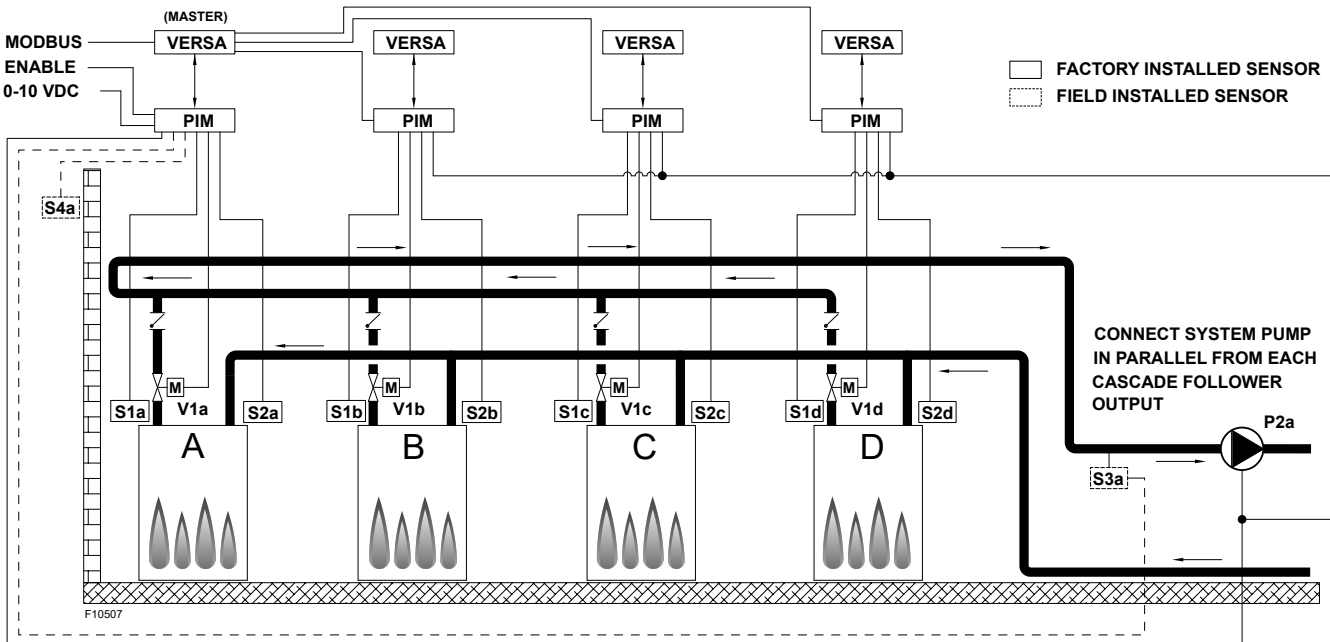 (MASTER)
MODBUS
VERSA
VERSA
VERSA
VERSA
ENABLE
0-10 VDC
FACTORY INSTALLED SENSOR
FIELD INSTALLED SENSOR
PIM
PIM
PIM
PIM
S4a
CONNECT SYSTEM PUMP
IN PARALLEL FROM EACH
CASCADE FOLLOWER
OUTPUT
M
M
M
M
S1a
V1a
S2a
S1b
V1b
S2b
S1c
V1c
S2c
S1d
V1d
S2d
P2a
A
B
C
D
S3a
F10507